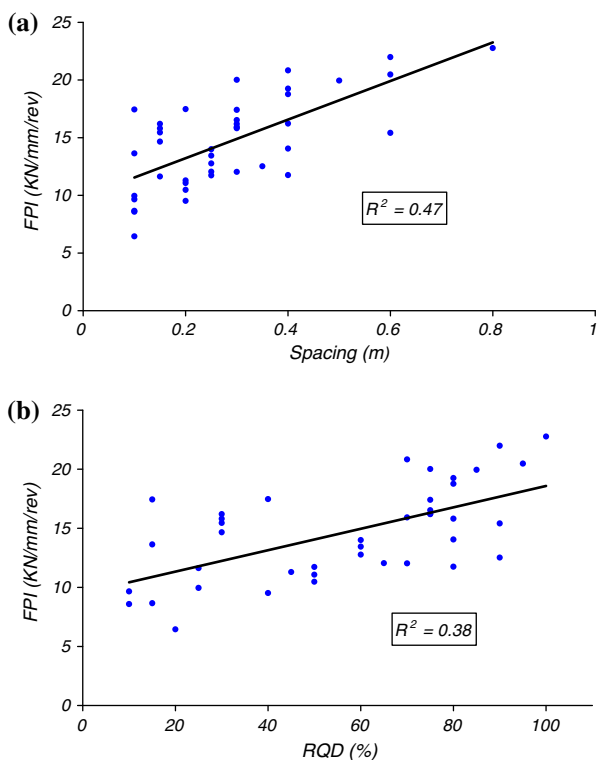 (a)
25
20
15
10
5
0
FPI (KN/mm/rev)
R² = 0.47
0 0.2 0.4 0.6 0.8 1
Spacing (m)
(b)
25
20
15
10
5
0
FPI (KN/mm/rev)
R² = 0.38
0 20 40 60 80 100
RQD (%)